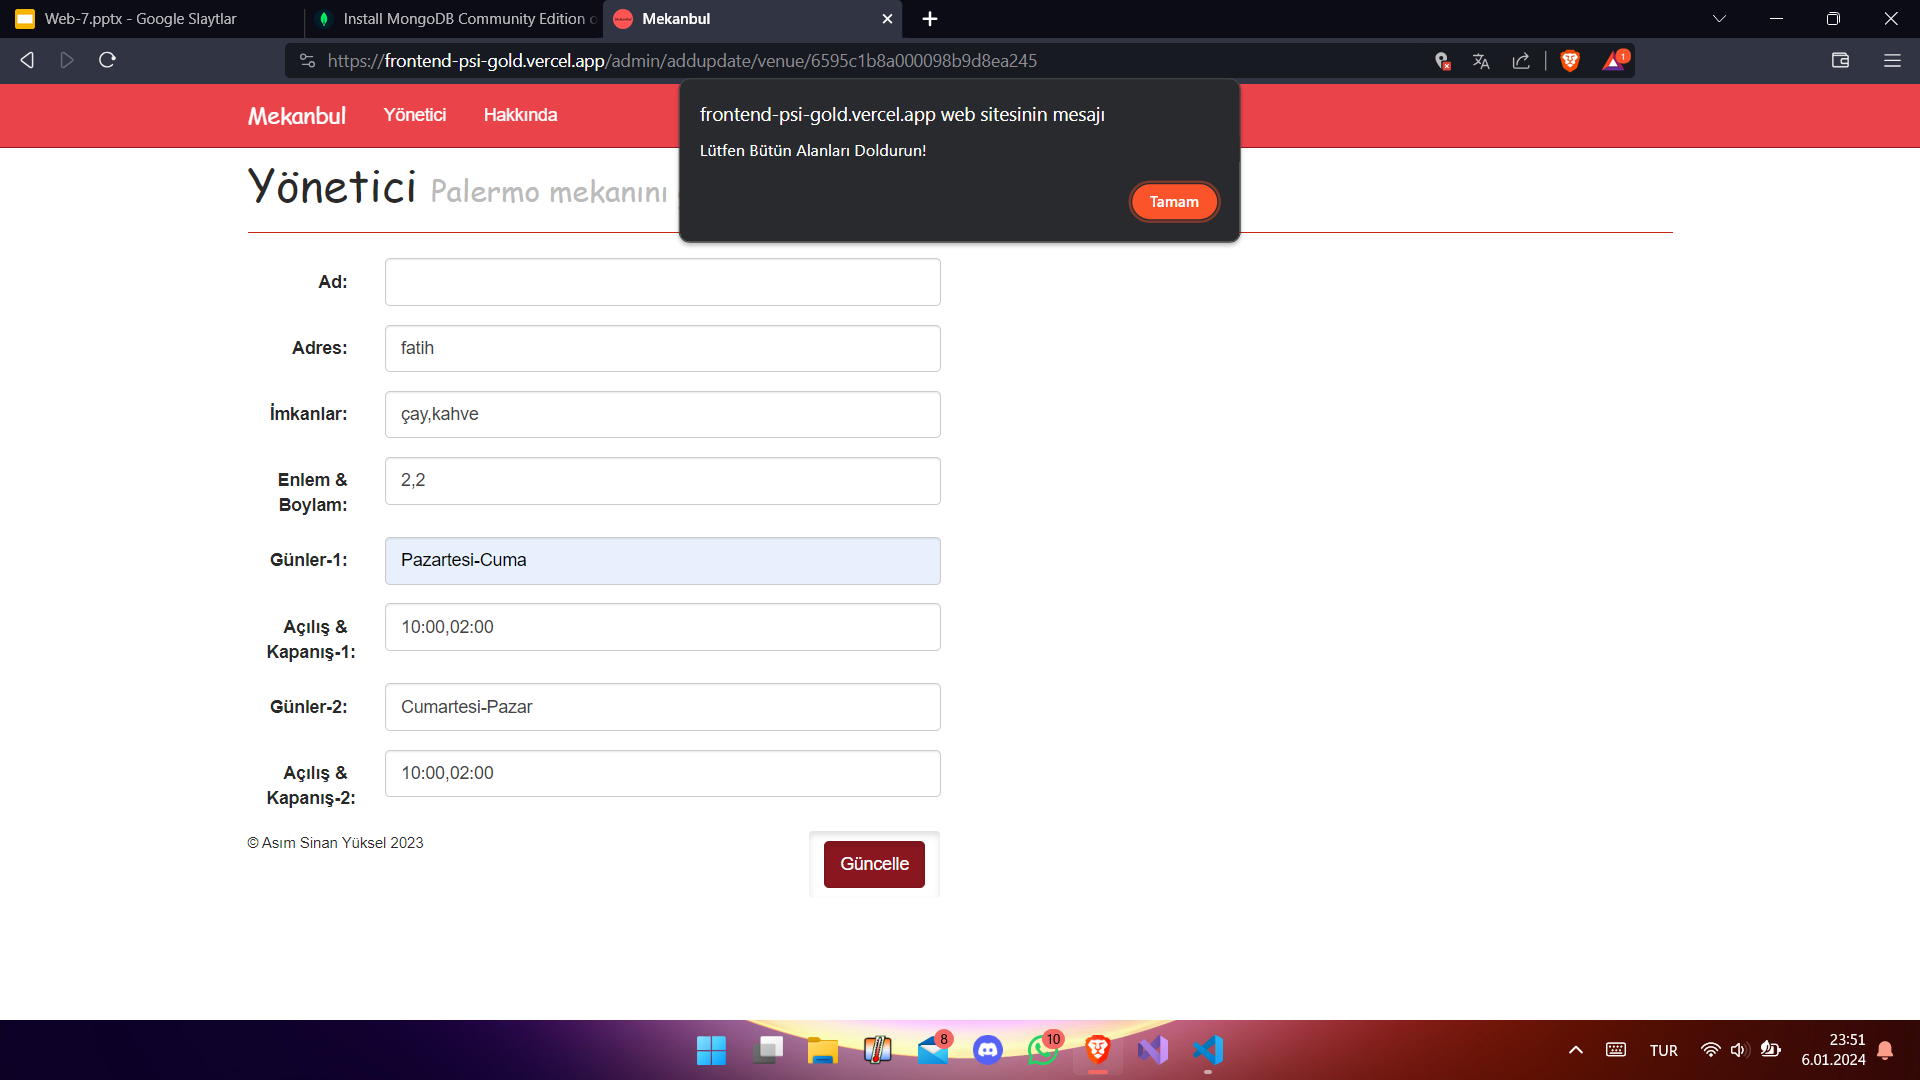 Web-7.pptx - Google Slaytlar
Install MongoDB Community Edition o
Mekanbul
https://frontend-psi-gold.vercel.app/admin/addupdate/venue/6595c1b8a000098b9d8ea245
1
Mekanbul Yönetici Hakkında
frontend-psi-gold.vercel.app web sitesinin mesajı
Lütfen Bütün Alanları Doldurun!
Tamam
Yönetici Palermo mekanını
Ad:
Adres: fatih
İmkanlar: çay,kahve
Enlem & 2,2
Boylam:
Günler-1: Pazartesi-Cuma
Açılış & 10:00,02:00
Kapanış-1:
Günler-2: Cumartesi-Pazar
Açılış & 10:00,02:00
Kapanış-2:
© Asım Sinan Yüksel 2023
Güncelle
8
10
TUR
23:51
6.01.2024